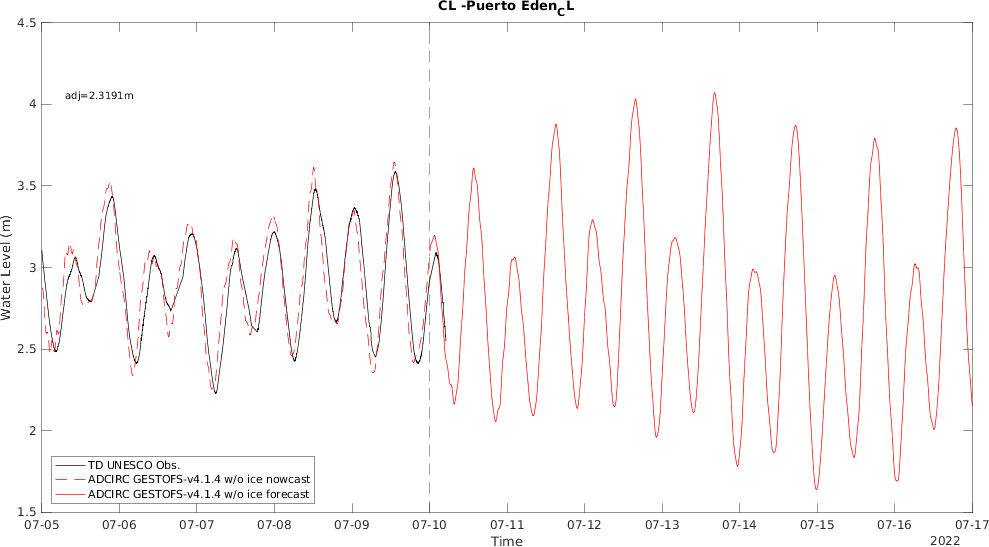 CL -Puerto Eden_CL
4.5
4
3.5
3
2.5
2
1.5
Water Level (m)
adj=2.3191m
TD UNESCO Obs.
ADCIRC GESTOFS-v4.1.4 w/o ice nowcast
ADCIRC GESTOFS-v4.1.4 w/o ice forecast
07-05 07-06 07-07 07-08 07-09 07-10 07-11 07-12 07-13 07-14 07-15 07-16 07-17
Time
2022